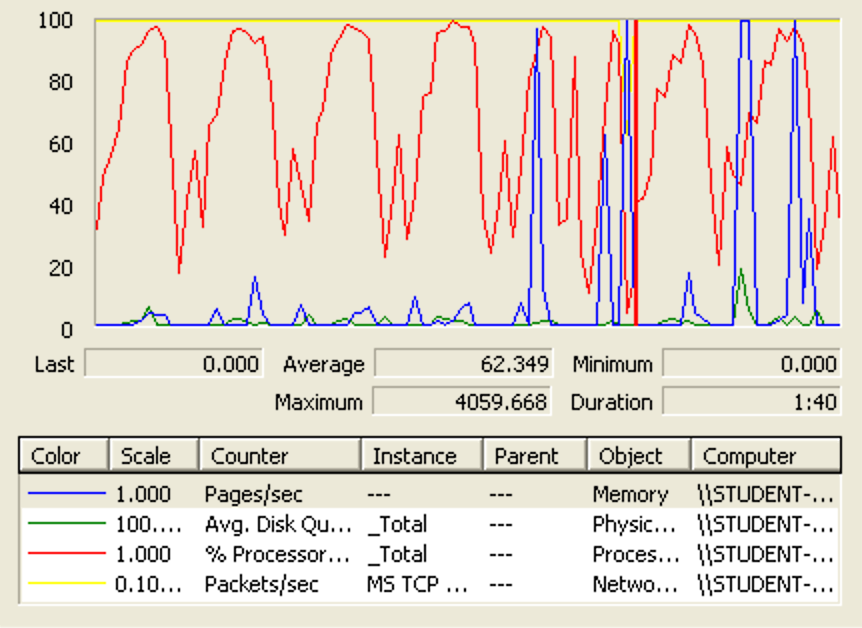 100
80
60
40
20
0
Last 0.000 Average 62.349 Minimum 0.000
Maximum 4059.668 Duration 1:40
Color Scale Counter Instance Parent Object Computer
1.000 Pages/sec --- --- Memory \\STUDENT-...
100.... Avg. Disk Qu... _Total --- Physic... \\STUDENT-...
1.000 % Processor... _Total --- Proces... \\STUDENT-...
0.10... Packets/sec MS TCP ... --- Netwo... \\STUDENT-...